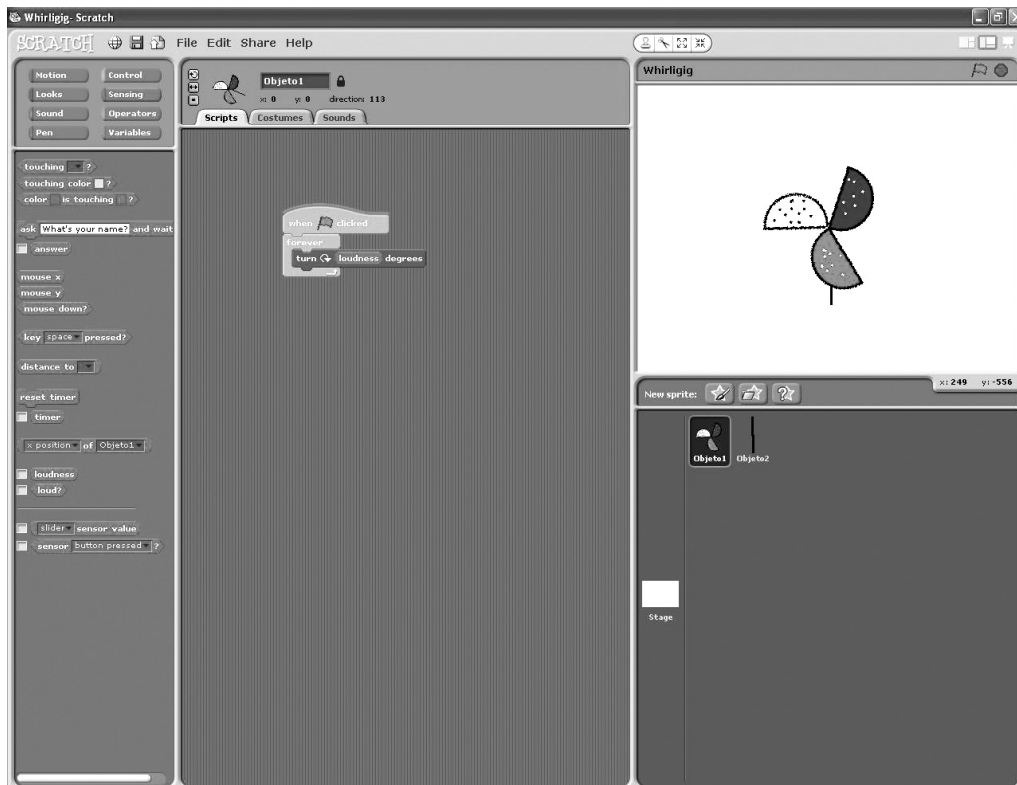 Whirligig- Scratch
SCRATCH File Edit Share Help
Motion Control
Looks Sensing
Sound Operators
Pen Variables
touching ?
touching color ?
color is touching ?
ask What's your name? and wait
answer
mouse x
mouse y
mouse down?
key space pressed?
distance to
reset timer
timer
x position of Objeto1
loudness
loud?
slider sensor value
sensor button pressed ?
Objeto1
x: 0 y: 0 direction: 113
Scripts Costumes Sounds
when clicked
forever
turn loudness degrees
Whirligig
x: 249 y: -556
New sprite:
Objeto1 Objeto2
Stage